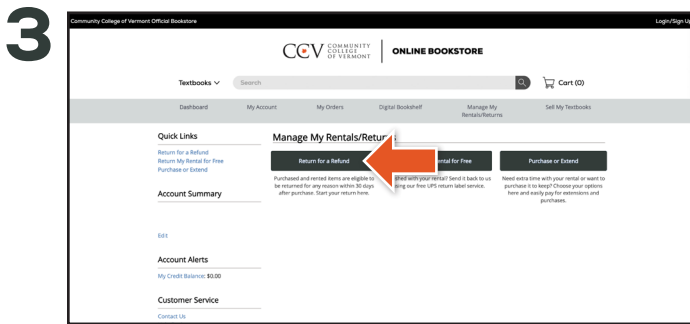 3
Community College of Vermont Official Bookstore
Login/Sign Up
CCV COMMUNITY
COLLEGE
OF VERMONT
ONLINE BOOKSTORE
Textbooks
Search
Cart (0)
Dashboard
My Account
My Orders
Digital Bookshelf
Manage My
Rentals/Returns
Sell My Textbooks
Quick Links
Return for a Refund
Return My Rental for Free
Purchase or Extend
Account Summary
Edit
Account Alerts
My Credit Balance: $0.00
Customer Service
Contact Us
Manage My Rentals/Returns
Return for a Refund
Purchased and rented items are eligible to
be returned for any reason within 30 days
after purchase. Start your return here.
ental for Free
shed with your rental? Send it back to us
using our free UPS return label service.
Purchase or Extend
Need extra time with your rental or want to
purchase it to keep? Choose your options
here and easily pay for extensions and
purchases.